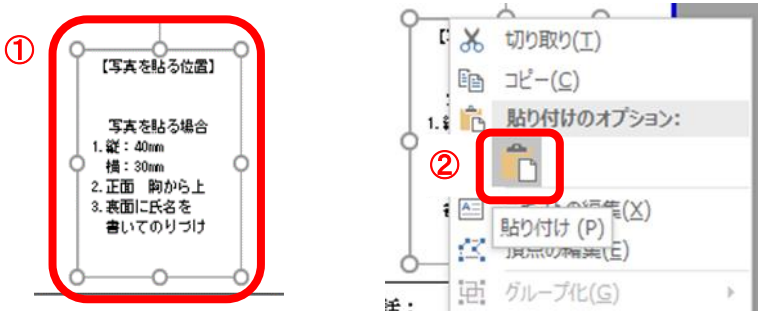 ①
【写真を貼る位置】
写真を貼る場合
1.縦：40mm
横：30mm
2.正面 胸から上
3.裏面に氏名を
書いてのりづけ
切り取り(T)
コピー(C)
貼り付けのオプション:
1.
②
の編集(X)
貼り付け (P)
頂点の編集(E)
グループ化(G)
話：